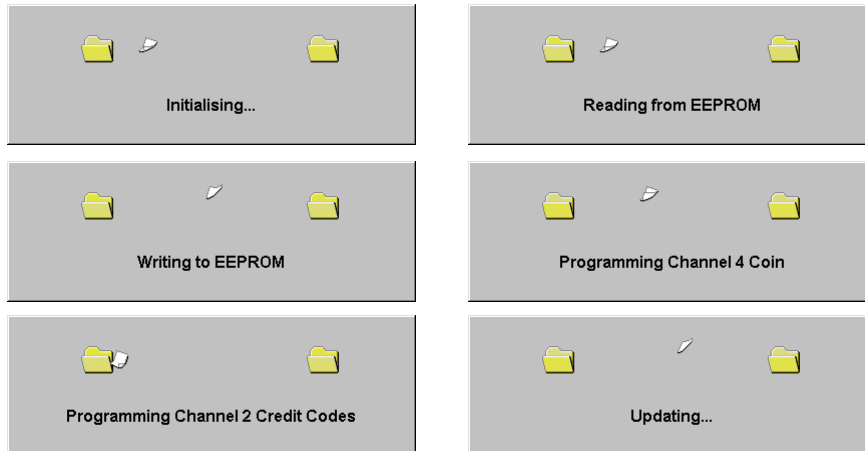 Initialising...
Reading from EEPROM
Writing to EEPROM
Programming Channel 4 Coin
Programming Channel 2 Credit Codes
Updating...